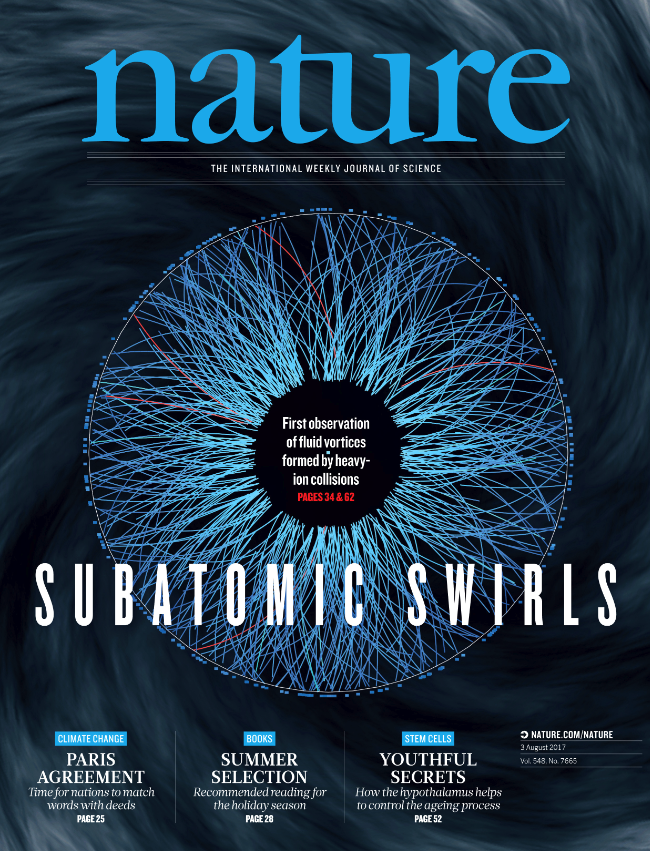 nature
THE INTERNATIONAL WEEKLY JOURNAL OF SCIENCE
First observation
of fluid vortices
formed by heavy-
ion collisions
PAGES 34 & 62
SUBATOMIC SWIRLS
CLIMATE CHANGE
PARIS
AGREEMENT
Time for nations to match
words with deeds
PAGE 25
BOOKS
SUMMER
SELECTION
Recommended reading for
the holiday season
PAGE 28
STEM CELLS
YOUTHFUL
SECRETS
How the hypothalamus helps
to control the ageing process
PAGE 52
NATURE.COM/NATURE
3 August 2017
Vol. 548, No. 7665